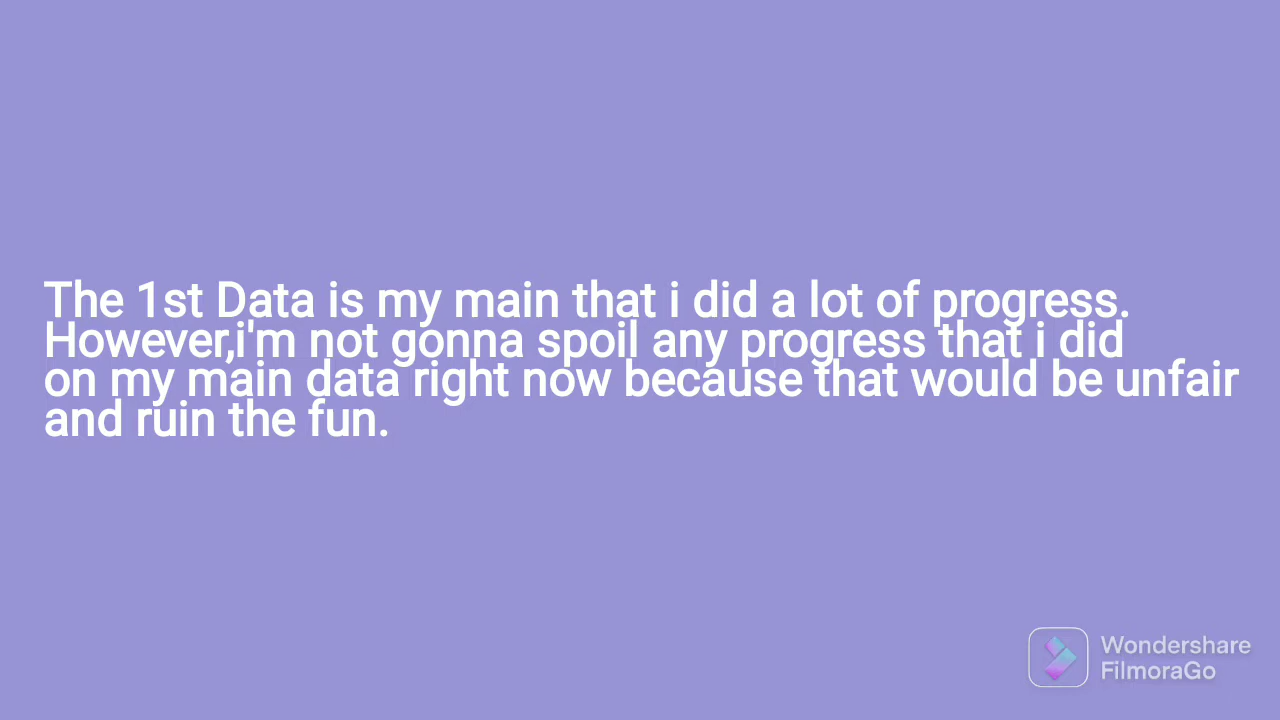 The 1st Data is my main that i did a lot of progress.
However,i'm not gonna spoil any progress that i did
on my main data right now because that would be unfair
and ruin the fun.
Wondershare
FilmoraGo